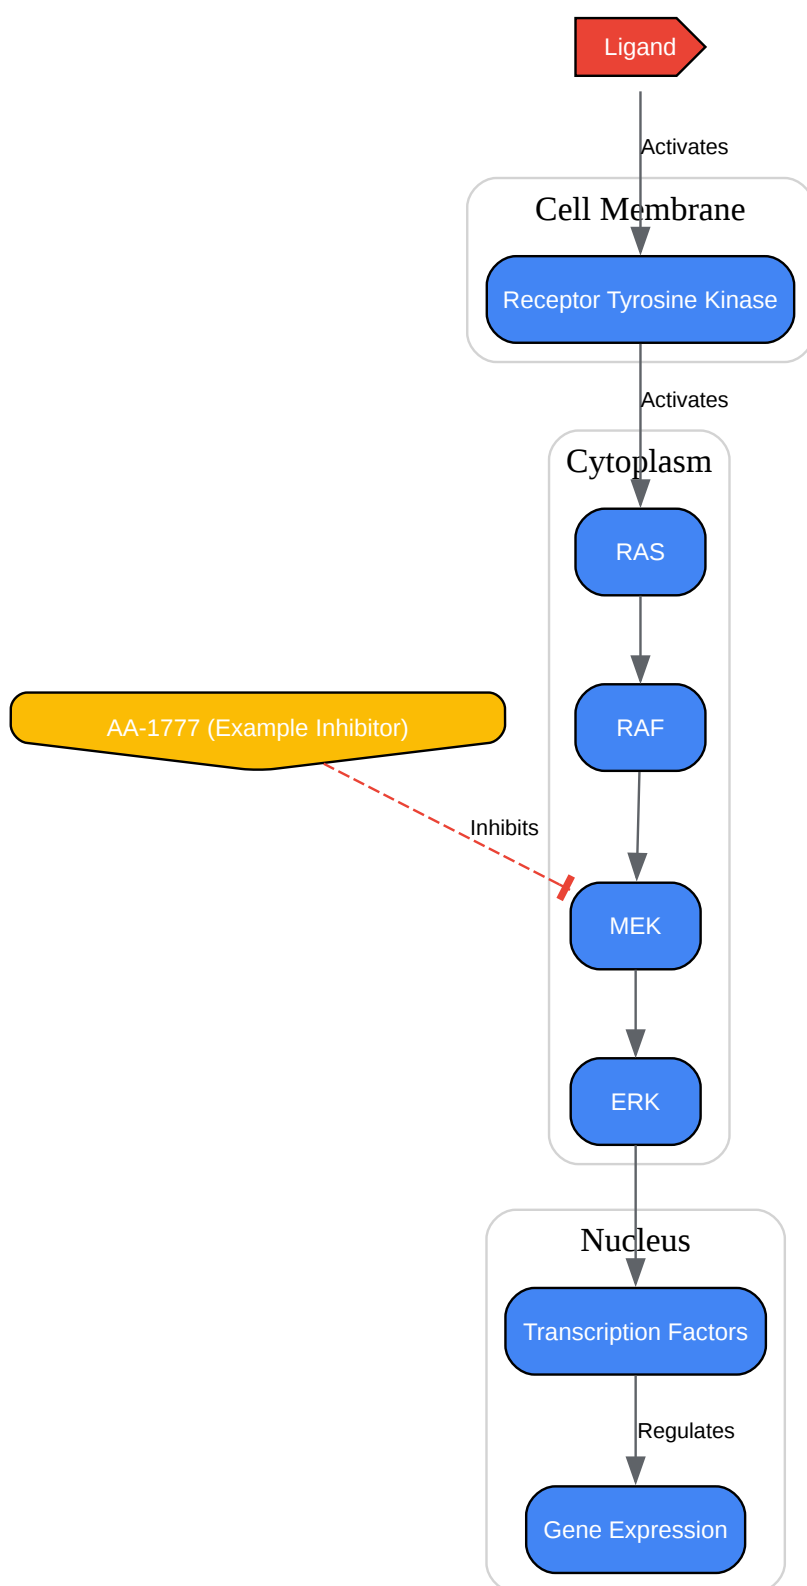 Ligand
Activates
Cell Membrane
Receptor Tyrosine Kinase
Activates
Cytoplasm
RAS
RAF
AA-1777 (Example Inhibitor)
Inhibits
MEK
ERK
Nucleus
Transcription Factors
Regulates
Gene Expression